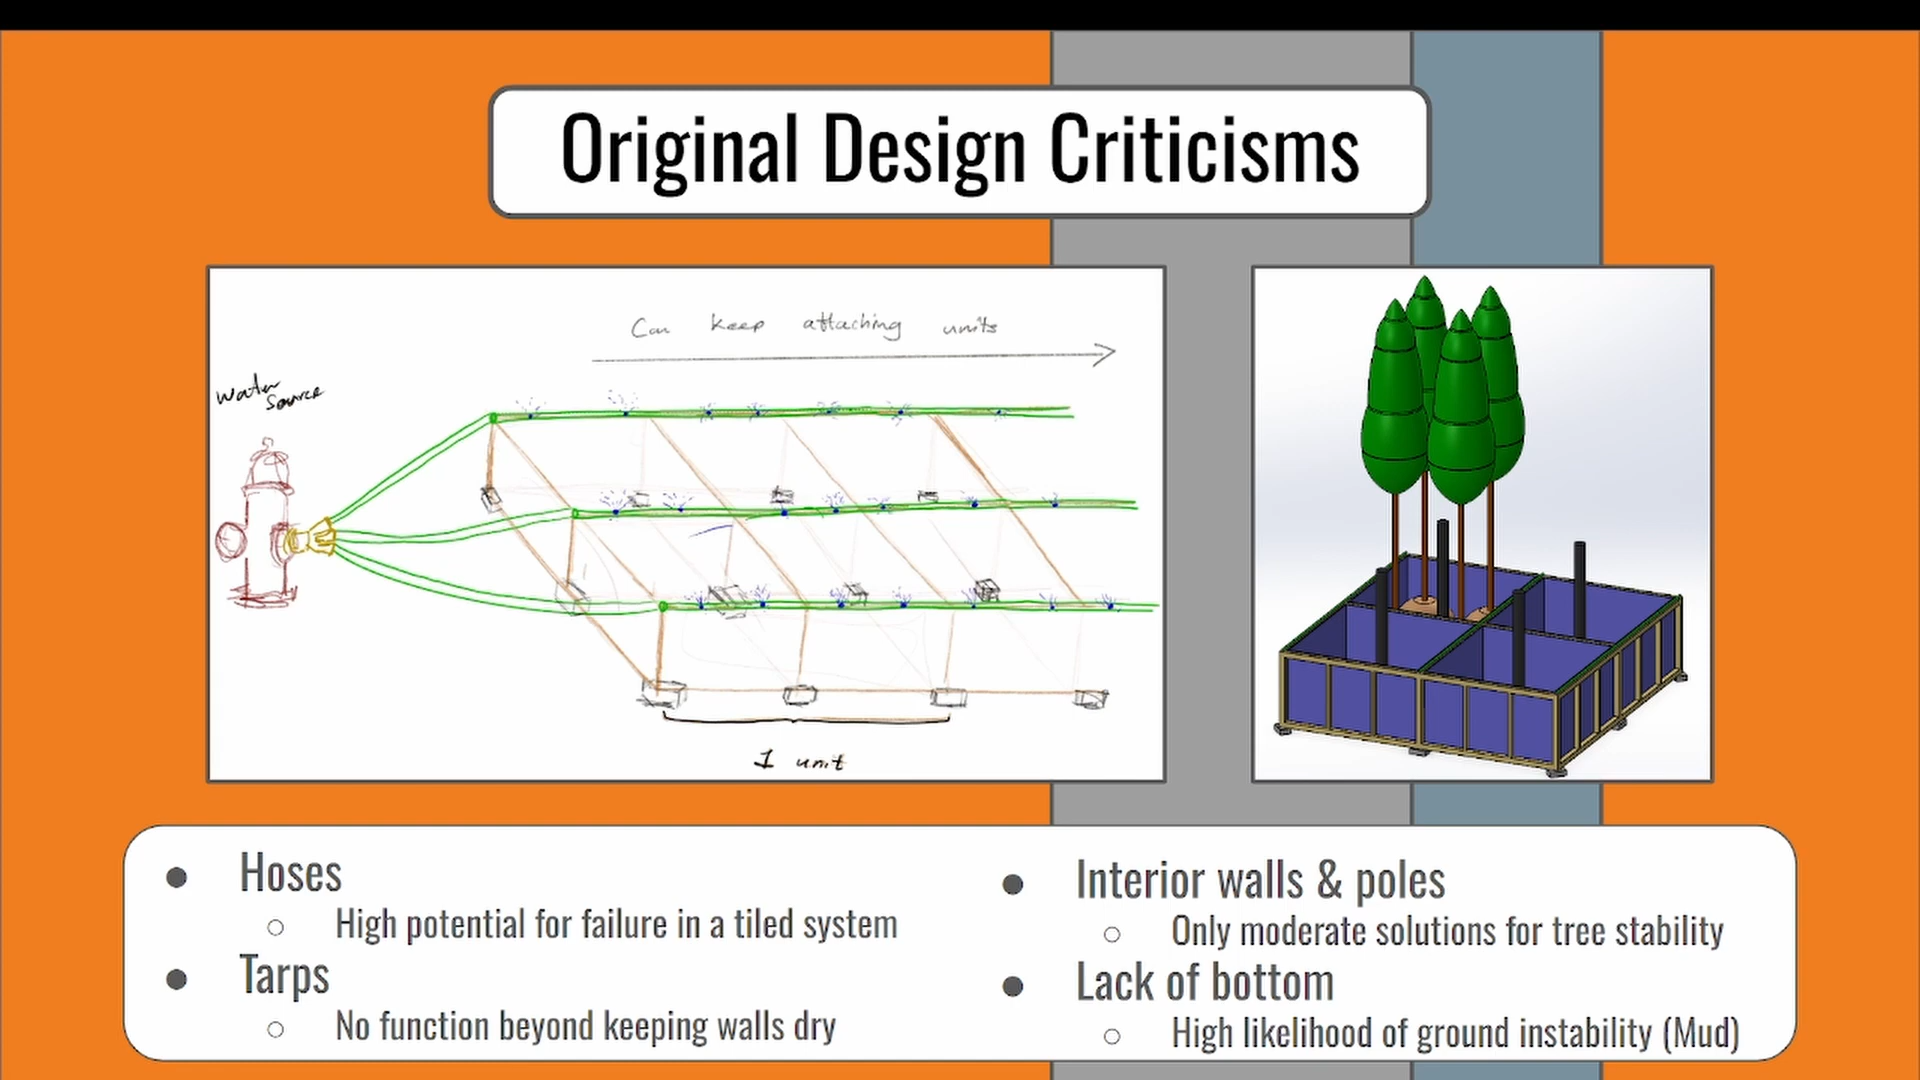 Original Design Criticisms
Can keep attaching units
Water
Source
1 unit
Hoses
High potential for failure in a tiled system
Tarps
No function beyond keeping walls dry
Interior walls & poles
Only moderate solutions for tree stability
Lack of bottom
High likelihood of ground instability (Mud)